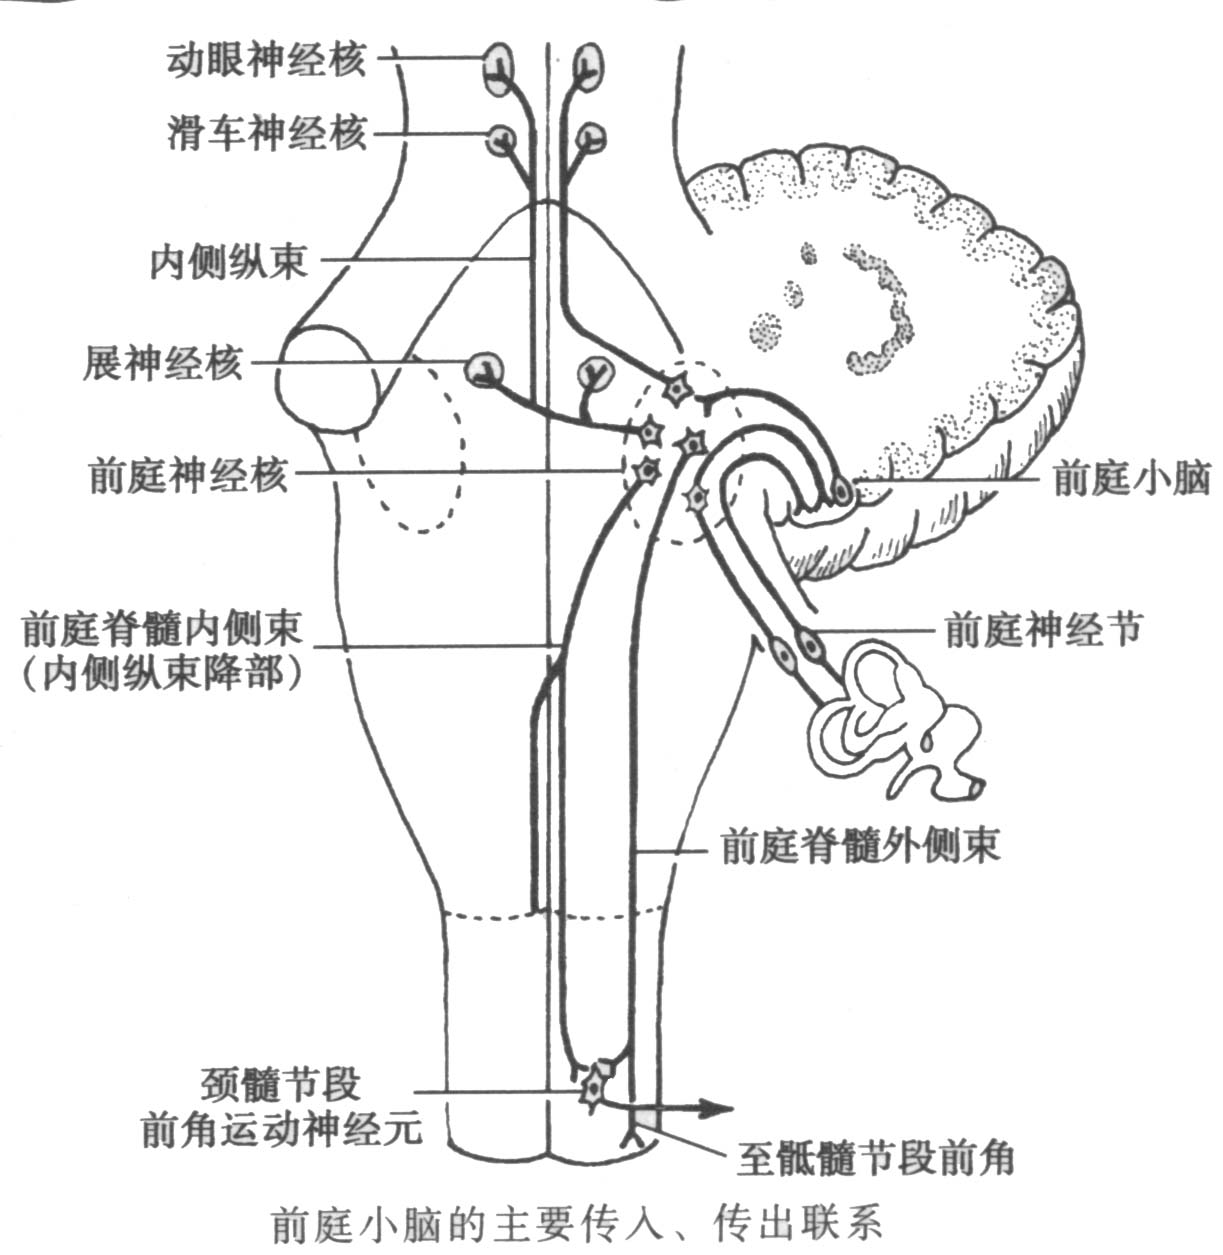 动眼神经核
滑车神经核
内侧纵束
展神经核
前庭神经核
前庭小脑
前庭脊髓内侧束
(内侧纵束降部)
前庭神经节
前庭脊髓外侧束
颈髓节段
前角运动神经元
至骶髓节段前角
前庭小脑的主要传入、传出联系